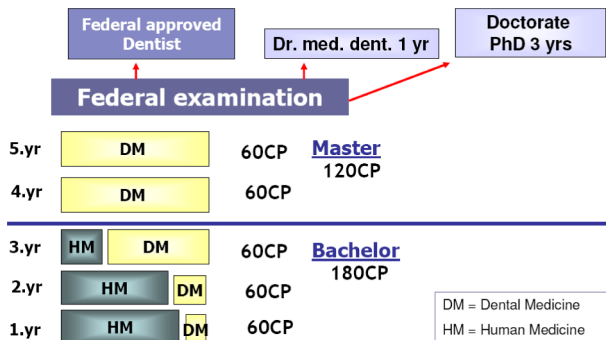 Federal approved
Dentist
Dr. med. dent. 1 yr
Doctorate
PhD 3 yrs
Federal examination
5.yr DM 60CP Master
120CP
4.yr DM 60CP
3.yr HM DM 60CP Bachelor
180CP
2.yr HM DM 60CP
1.yr HM DM 60CP
DM = Dental Medicine
HM = Human Medicine